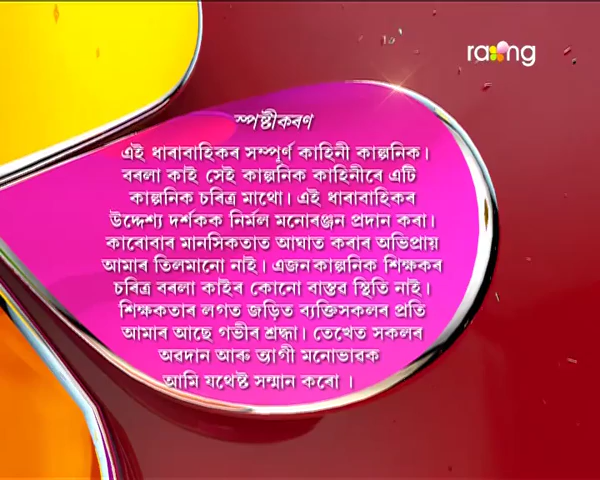 rang
স্পষ্টীকৰণ
এই ধাৰাবাহিকৰ সম্পূৰ্ণ কাহিনী কাল্পনিক।
বৰলা কাই সেই কাল্পনিক কাহিনীৰে এটি
কাল্পনিক চৰিত্ৰ মাথো। এই ধাৰাবাহিকৰ
উদ্দেশ্য দৰ্শকক নিৰ্মল মনোৰঞ্জন প্ৰদান কৰা।
কাৰোবাৰ মানসিকতাত আঘাত কৰাৰ অভিপ্ৰায়
আমাৰ তিলমানো নাই। এজন কাল্পনিক শিক্ষকৰ
চৰিত্ৰ বৰলা কাইৰ কোনো বাস্তৱ স্থিতি নাই।
শিক্ষকতাৰ লগত জড়িত ব্যক্তিসকলৰ প্ৰতি
আমাৰ আছে গভীৰ শ্ৰদ্ধা। তেখেত সকলৰ
অৱদান আৰু ত্যাগী মনোভাৱক
আমি যথেষ্ট সন্মান কৰো ।